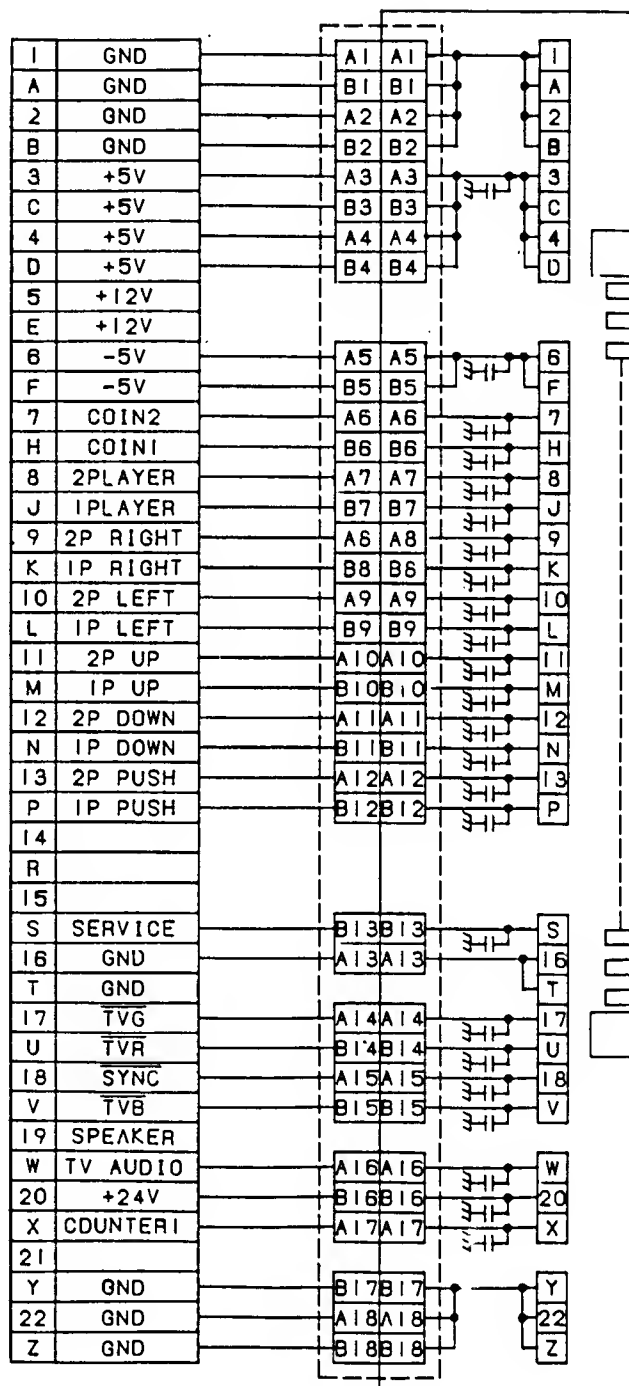 1 GND A1 A1 1
A GND B1 B1 A
2 GND A2 A2 2
B GND B2 B2 B
3 +5V A3 A3 3
C +5V B3 B3 C
4 +5V A4 A4 4
D +5V B4 B4 D
5 +12V
E +12V
6 -5V A5 A5 6
F -5V B5 B5 F
7 COIN2 A6 A6 7
H COIN1 B6 B6 H
8 2PLAYER A7 A7 8
J 1PLAYER B7 B7 J
9 2P RIGHT A6 A8 9
K 1P RIGHT B8 B6 K
10 2P LEFT A9 A9 10
L 1P LEFT B9 B9 L
11 2P UP A10 A10 11
M 1P UP B10 B10 M
12 2P DOWN A11 A11 12
N 1P DOWN B11 B11 N
13 2P PUSH A12 A12 13
P 1P PUSH B12 B12 P
14
R
15
S SERVICE B13 B13 S
16 GND A13 A13 16
T GND T
17 TVG A14 A14 17
U TVR B14 B14 U
18 SYNC A15 A15 18
V TVB B15 B15 V
19 SPEAKER
W TV AUDIO A16 A16 W
20 +24V B16 B16 20
X COUNTER1 A17 A17 X
21
Y GND B17 B17 Y
22 GND A18 A18 22
Z GND B18 B18 Z